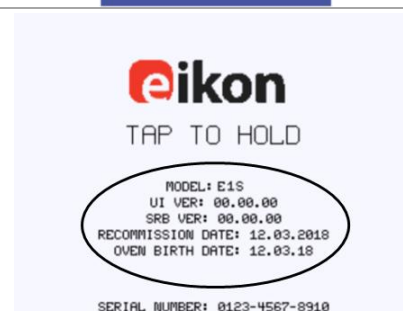 eikon
TAP TO HOLD
MODEL: E1S
UI VER: 00.00.00
SRB VER: 00.00.00
RECOMMISSION DATE: 12.03.2018
OVEN BIRTH DATE: 12.03.18
SERIAL NUMBER: 0123-4567-8910